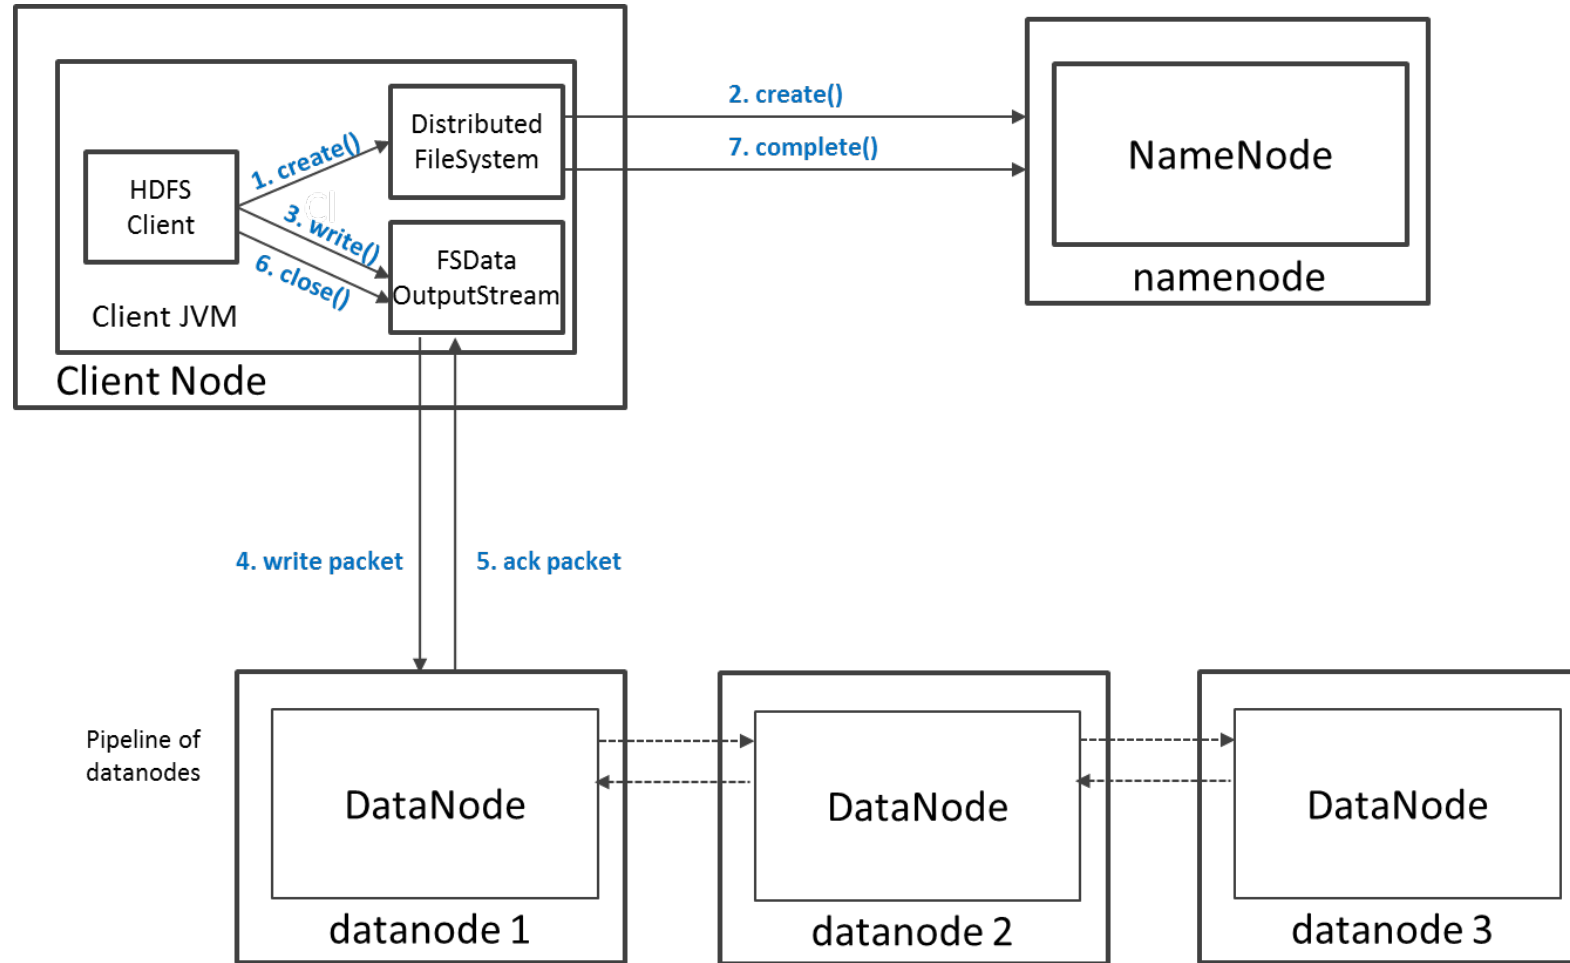 Distributed
FileSystem
2. create()
7. complete()
NameNode
namenode
HDFS
Client
1. create()
3. write()
6. close()
FSData
OutputStream
Client JVM
Client Node
4. write packet
5. ack packet
Pipeline of
datanodes
DataNode
datanode 1
DataNode
datanode 2
DataNode
datanode 3